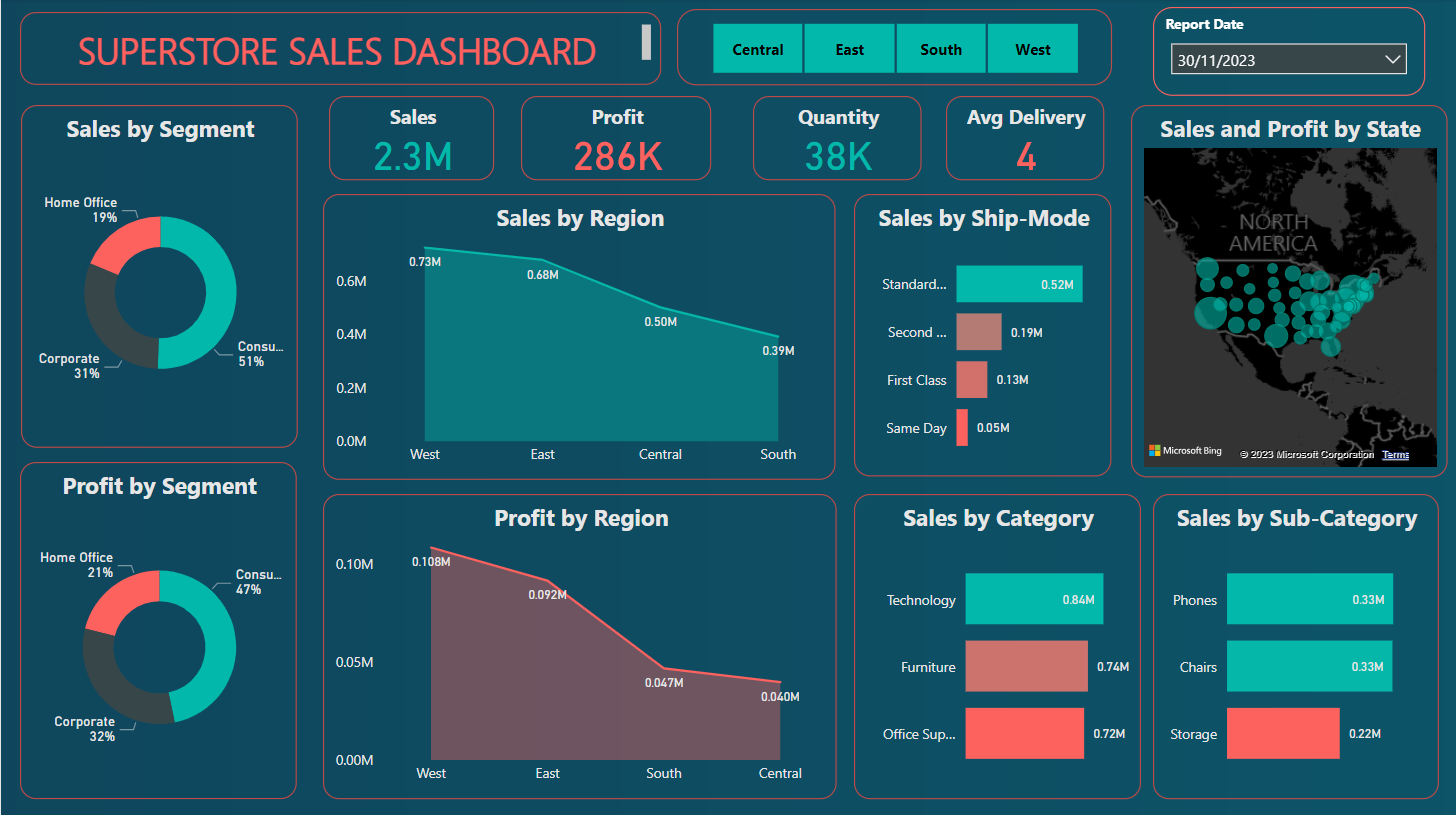 SUPERSTORE SALES DASHBOARD
Central
East
South
West
Report Date
30/11/2023
Sales by Segment
Home Office
19%
Corporate
31%
Consu...
51%
Sales
2.3M
Profit
286K
Quantity
38K
Avg Delivery
4
Sales and Profit by State
NORTH
AMERICA
Microsoft Bing
© 2023 Microsoft Corporation Terms
Sales by Region
0.6M
0.4M
0.2M
0.0M
0.73M
0.68M
0.50M
0.39M
West
East
Central
South
Sales by Ship-Mode
Standard... 0.52M
Second ... 0.19M
First Class 0.13M
Same Day 0.05M
Profit by Segment
Home Office
21%
Consu...
47%
Corporate
32%
Profit by Region
0.10M
0.05M
0.00M
0.108M
0.092M
0.047M
0.040M
West
East
South
Central
Sales by Category
Technology 0.84M
Furniture 0.74M
Office Sup... 0.72M
Sales by Sub-Category
Phones 0.33M
Chairs 0.33M
Storage 0.22M